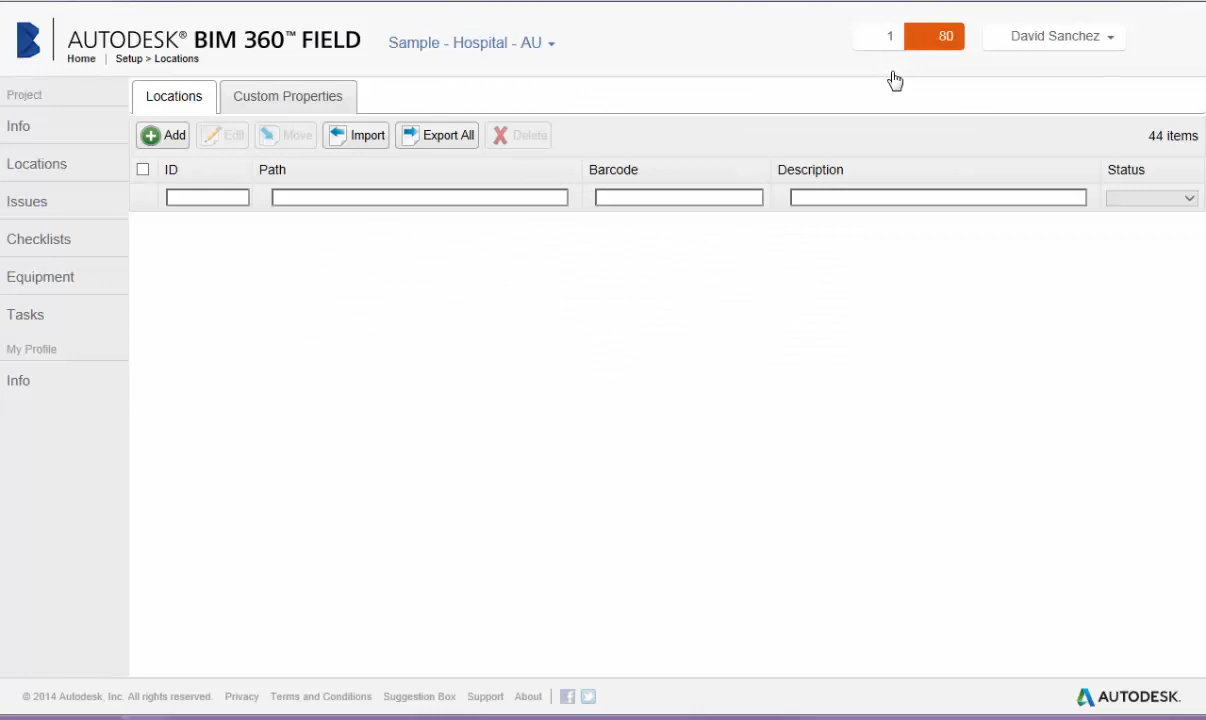 AUTODESK® BIM 360™ FIELD
Sample - Hospital - AU
1
80
David Sanchez
Home | Setup > Locations
Project
Info
Locations
Issues
Checklists
Equipment
Tasks
My Profile
Info
Locations
Custom Properties
Add
Edit
Move
Import
Export All
Delete
44 items
ID
Path
Barcode
Description
Status
© 2014 Autodesk, Inc. All rights reserved.
Privacy
Terms and Conditions
Suggestion Box
Support
About
AUTODESK.